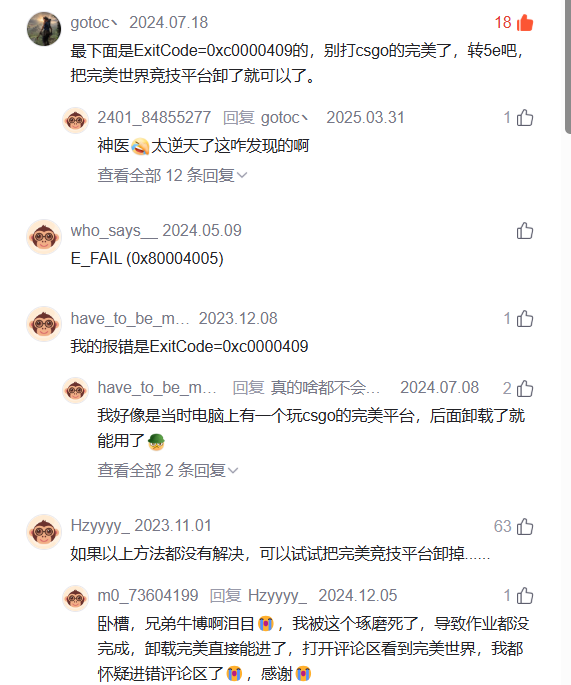 gotoc丶 2024.07.18 18
最下面是ExitCode=0xc0000409的，别打csgo的完美了，转5e吧，
把完美世界竞技平台卸了就可以了。
2401_84855277 回复 gotoc丶 2025.03.31 1
神医🤣太逆天了这咋发现的啊
查看全部 12 条回复
who_says__ 2024.05.09
E_FAIL (0x80004005)
have_to_be_m... 2023.12.08 1
我的报错是ExitCode=0xc0000409
have_to_be_m... 回复 真的啥都不会... 2024.07.08 2
我好像是当时电脑上有一个玩csgo的完美平台，后面卸载了就
能用了
查看全部 2 条回复
Hzyyyy_ 2023.11.01 63
如果以上方法都没有解决，可以试试把完美竞技平台卸掉......
m0_73604199 回复 Hzyyyy_ 2024.12.05 1
卧槽，兄弟牛博啊泪目😭，我被这个琢磨死了，导致作业都没
完成，卸载完美直接能进了，打开评论区看到完美世界，我都
怀疑进错评论区了😭，感谢😭